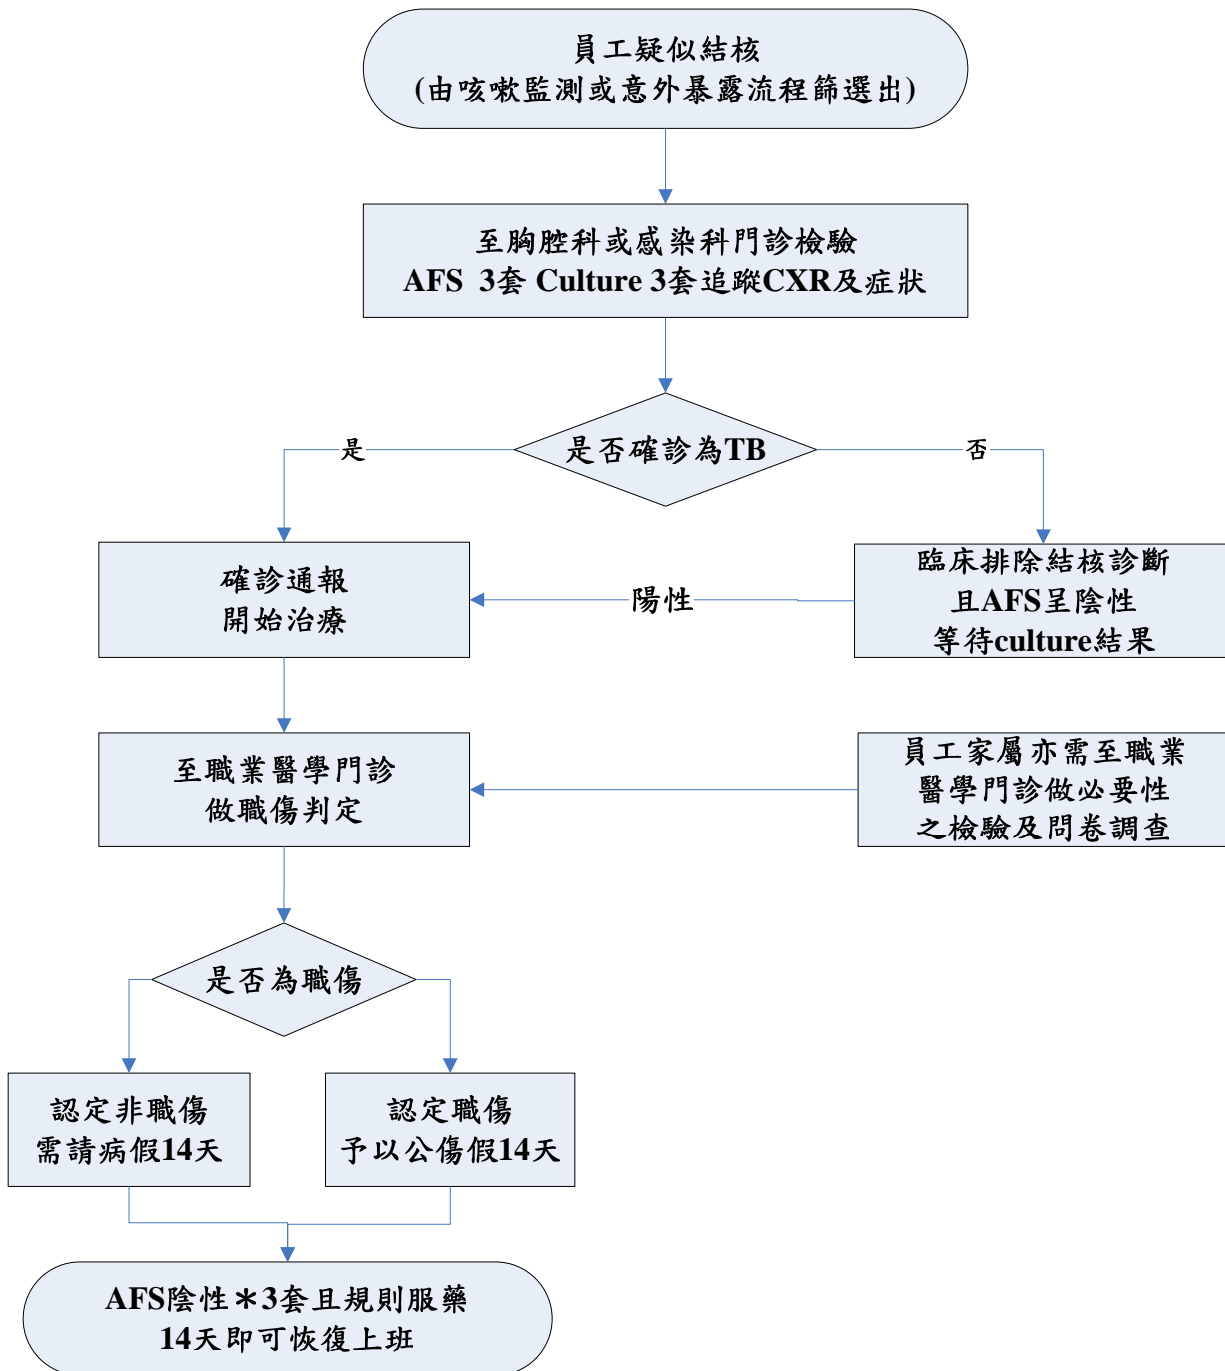 員工疑似結核
(由咳嗽監測或意外暴露流程篩選出)
至胸腔科或感染科門診檢驗
AFS 3套 Culture 3套追蹤CXR及症狀
是否確診為TB
是
否
確診通報
開始治療
陽性
臨床排除結核診斷
且AFS呈陰性
等待culture結果
至職業醫學門診
做職傷判定
員工家屬亦需至職業
醫學門診做必要性
之檢驗及問卷調查
是否為職傷
認定非職傷
需請病假14天
認定職傷
予以公傷假14天
AFS陰性＊3套且規則服藥
14天即可恢復上班